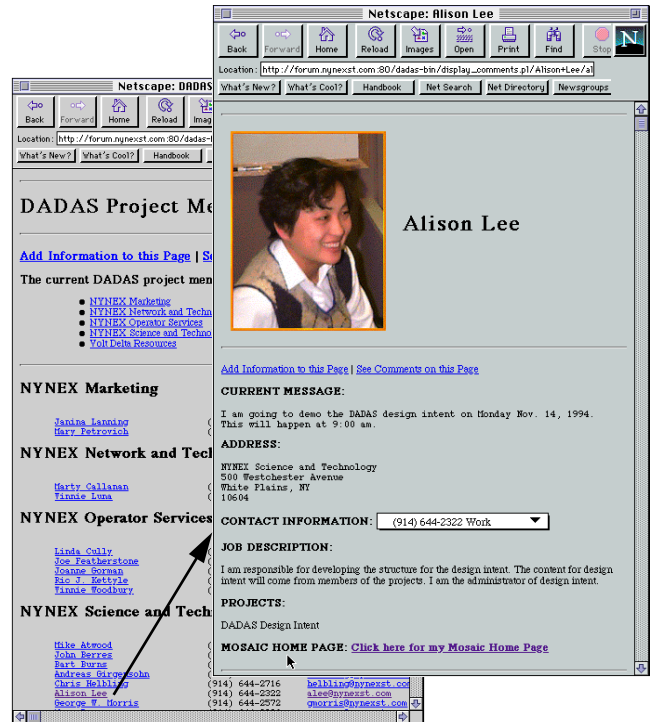 Netscape: Alison Lee
Back Forward Home Reload Images Open Print Find Stop N
Location: http://forum.nynexst.com:80/dadas-bin/display_comments.pl/Alison+Lee/al
What's New? What's Cool? Handbook Net Search Net Directory Newsgroups
Alison Lee
Add Information to this Page | See Comments on this Page
CURRENT MESSAGE:
I am going to demo the DADAS design intent on Monday Nov. 14, 1994.
This will happen at 9:00 am.
ADDRESS:
NYNEX Science and Technology
500 Westchester Avenue
White Plains, NY
10604
CONTACT INFORMATION: (914) 644-2322 Work
JOB DESCRIPTION:
I am responsible for developing the structure for the design intent. The content for design
intent will come from members of the projects. I am the administrator of design intent.
PROJECTS:
DADAS Design Intent
MOSAIC HOME PAGE: Click here for my Mosaic Home Page
Netscape: DADAS
Back Forward Home Reload Imag
Location: http://forum.nynexst.com:80/dadas-
What's New? What's Cool? Handbook
DADAS Project Me
Add Information to this Page | Se
The current DADAS project mem
NYNEX Marketing
NYNEX Network and Techn
NYNEX Operator Services
NYNEX Science and Techno
Volt Delta Resources
NYNEX Marketing
Janina Lanning (
Mary Petrovich (
NYNEX Network and Tech
Marty Callanan (
Vinnie Luna (
NYNEX Operator Services
Linda Cully (
Joe Featherstone (
Joanne Gorman (
Ric J. Kettyle (
Vinnie Woodbury (
NYNEX Science and Tech
Mike Atwood (
John Berres (
Bart Burns (
Andreas Girgensohn (
Chris Helbling (914) 644-2716 helbling@nynexst.com
Alison Lee (914) 644-2322 alee@nynexst.com
George W. Morris (914) 644-2572 gmorris@nynexst.com